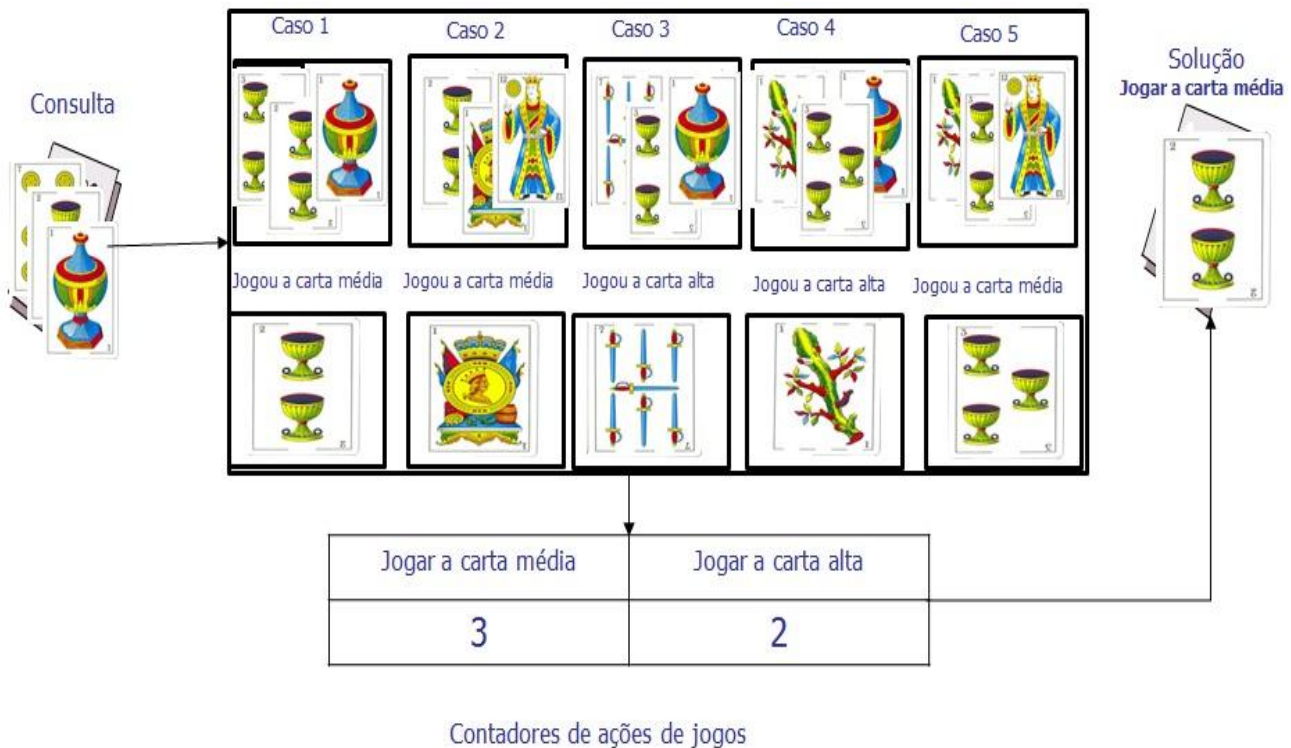 Consulta
Caso 1
Caso 2
Caso 3
Caso 4
Caso 5
Jogou a carta média
Jogou a carta média
Jogou a carta alta
Jogou a carta alta
Jogou a carta média
Solução
Jogar a carta média
Jogar a carta média
Jogar a carta alta
3
2
Contadores de ações de jogos